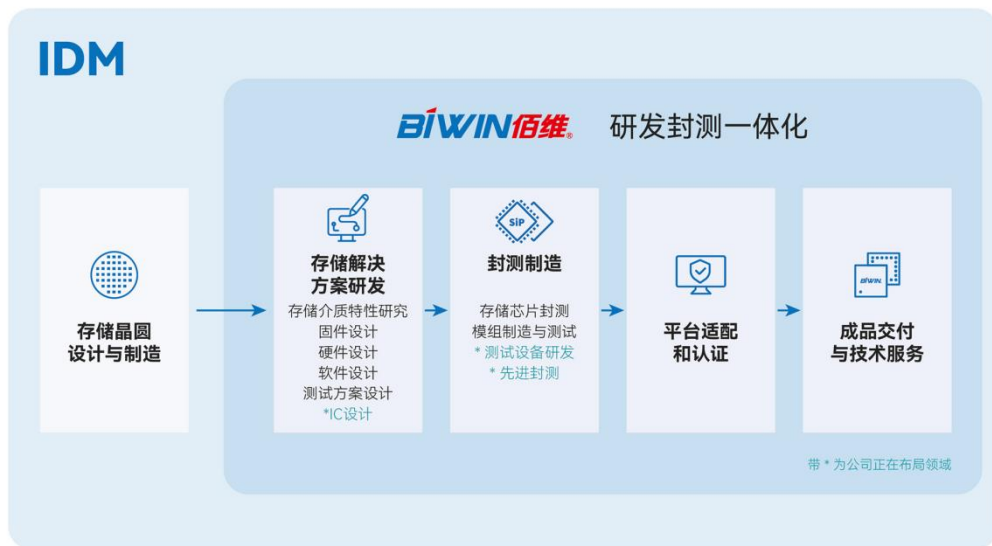 IDM
BIWIN佰维® 研发封测一体化
存储晶圆
设计与制造
存储解决
方案研发
存储介质特性研究
固件设计
硬件设计
软件设计
测试方案设计
*IC设计
SiP
封测制造
存储芯片封测
模组制造与测试
* 测试设备研发
* 先进封测
平台适配
和认证
BIWIN
成品交付
与技术服务
带 * 为公司正在布局领域